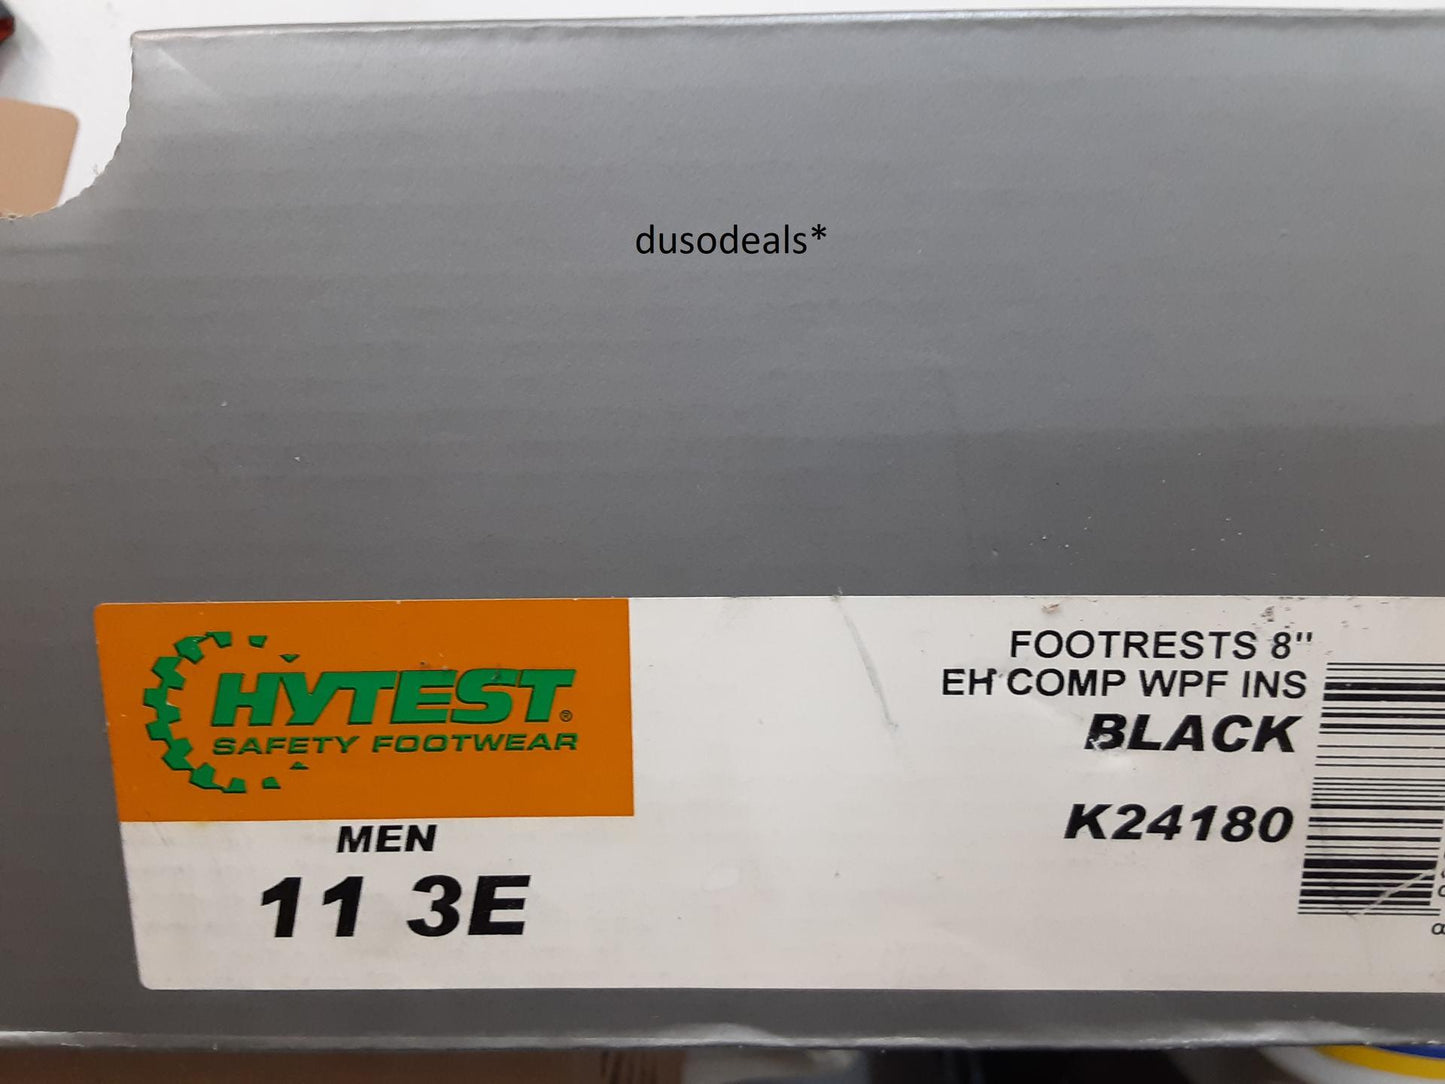 dusodeals*
HYTEST®
SAFETY FOOTWEAR
MEN
11 3E
FOOTRESTS 8"
EH COMP WPF INS
BLACK
K24180